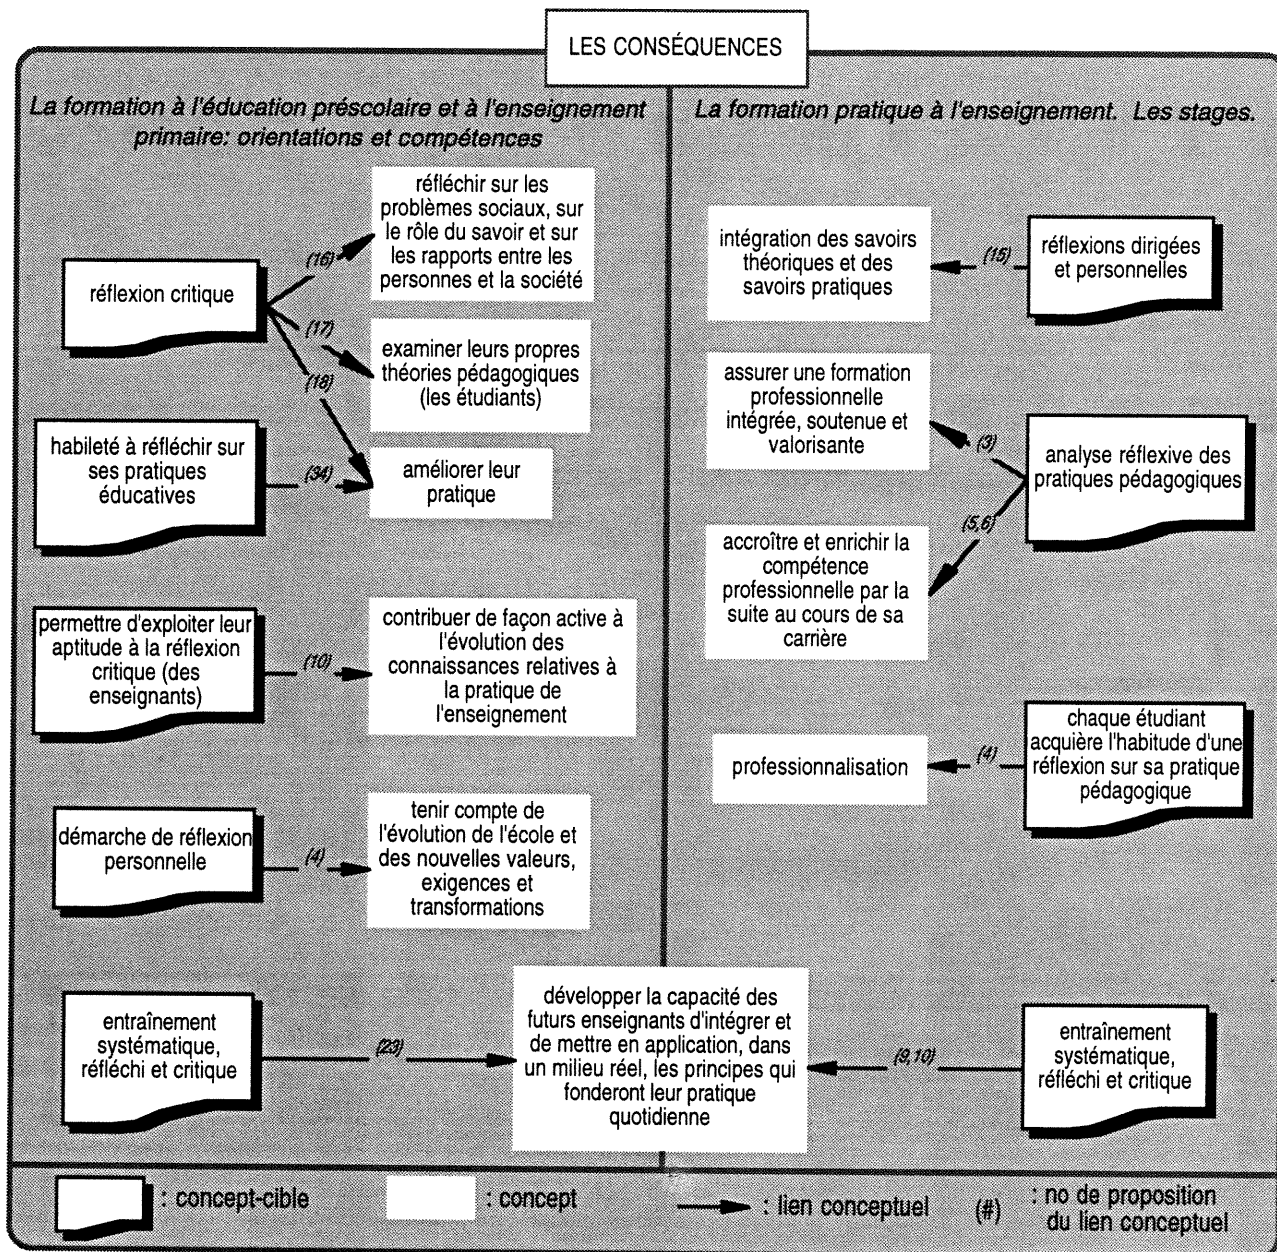 LES CONSÉQUENCES
La formation à l'éducation préscolaire et à l'enseignement
primaire: orientations et compétences
réflexion critique
(16)
réfléchir sur les
problèmes sociaux, sur
le rôle du savoir et sur
les rapports entre les
personnes et la société
(17)
examiner leurs propres
théories pédagogiques
(les étudiants)
(18)
habileté à réfléchir sur
ses pratiques
éducatives
(34)
améliorer leur
pratique
permettre d'exploiter leur
aptitude à la réflexion
critique (des
enseignants)
(10)
contribuer de façon active à
l'évolution des
connaissances relatives à
la pratique de
l'enseignement
démarche de réflexion
personnelle
(4)
tenir compte de
l'évolution de l'école et
des nouvelles valeurs,
exigences et
transformations
entraînement
systématique,
réfléchi et critique
(23)
développer la capacité des
futurs enseignants d'intégrer et
de mettre en application, dans
un milieu réel, les principes qui
fonderont leur pratique
quotidienne
La formation pratique à l'enseignement. Les stages.
intégration des savoirs
théoriques et des
savoirs pratiques
(15)
réflexions dirigées
et personnelles
assurer une formation
professionnelle
intégrée, soutenue et
valorisante
(3)
analyse réflexive des
pratiques pédagogiques
(5,6)
accroître et enrichir la
compétence
professionnelle par la
suite au cours de sa
carrière
professionnalisation
(4)
chaque étudiant
acquière l'habitude d'une
réflexion sur sa pratique
pédagogique
(9,10)
entraînement
systématique,
réfléchi et critique
: concept-cible
: concept
: lien conceptuel
(#)
: no de proposition
du lien conceptuel